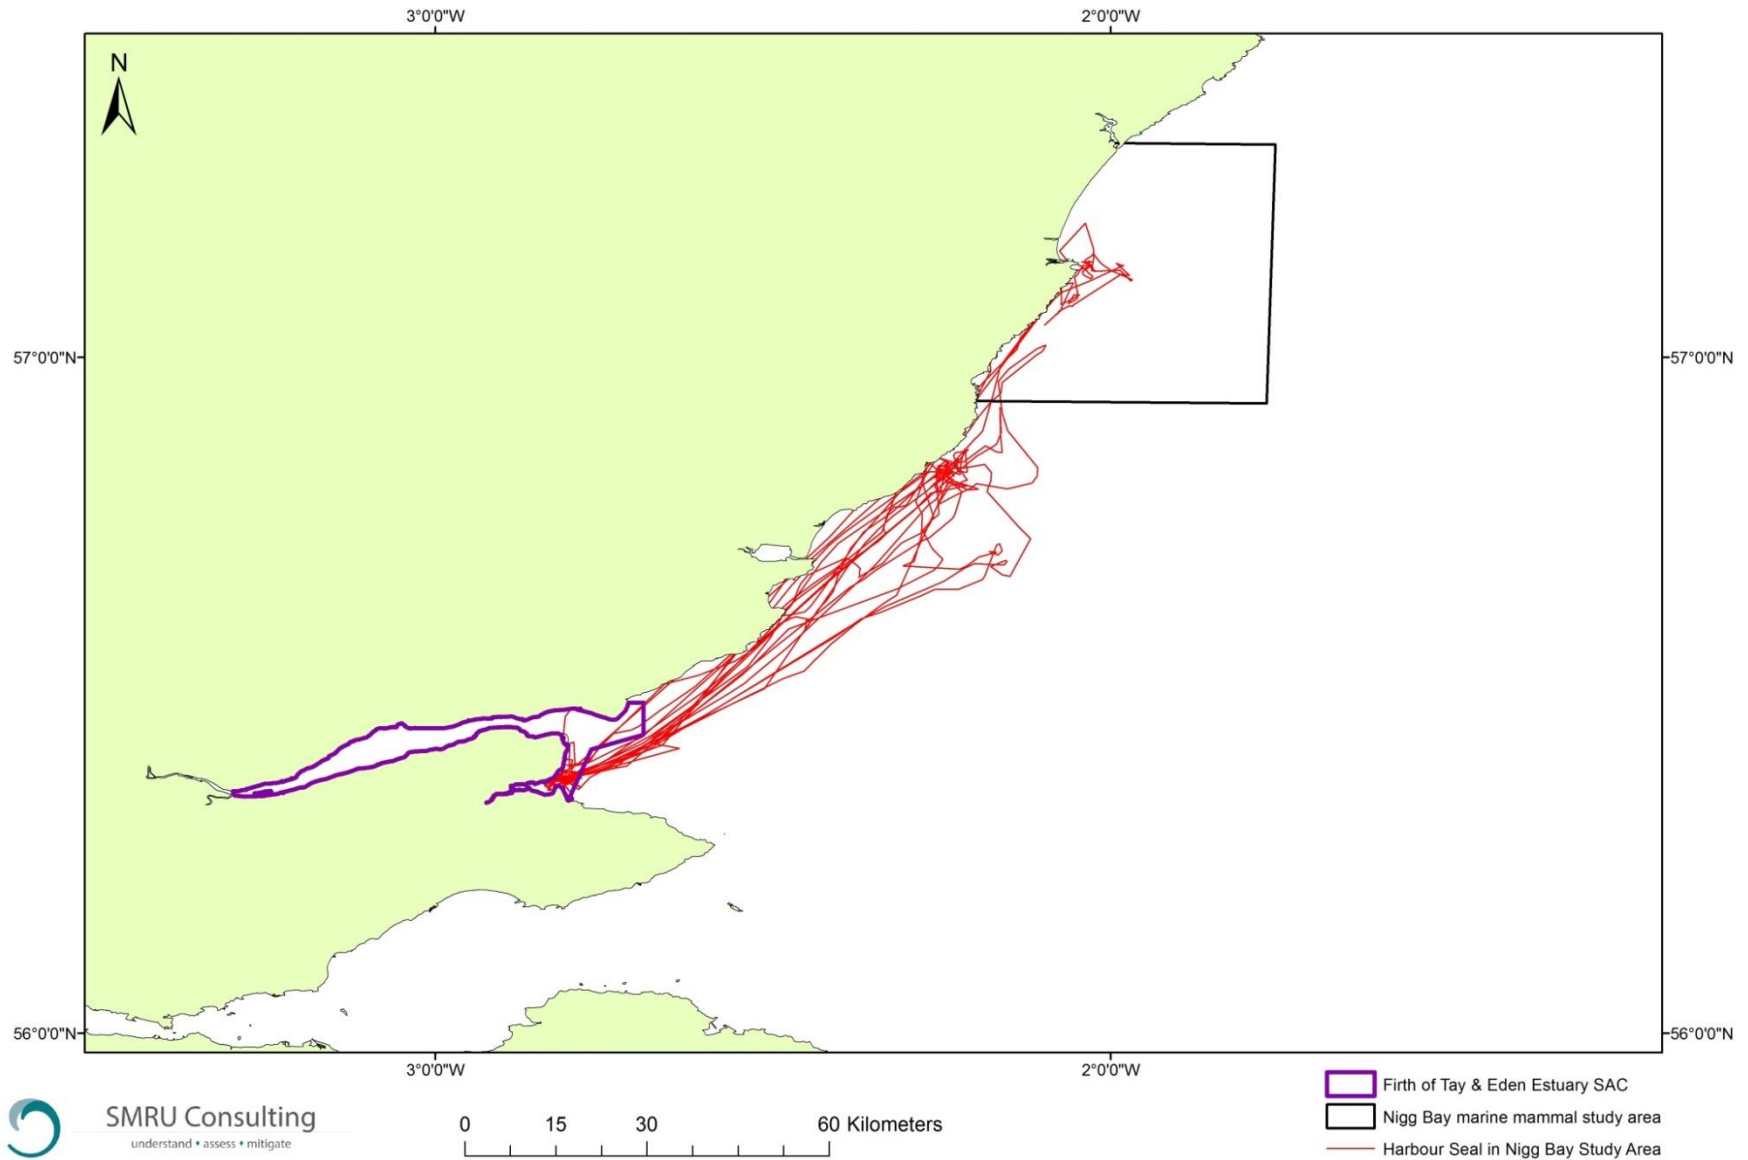 3°0'0"W 2°0'0"W
N
57°0'0"N 57°0'0"N
56°0'0"N 56°0'0"N
3°0'0"W 2°0'0"W
SMRU Consulting
understand • assess • mitigate
0 15 30 60 Kilometers
Firth of Tay & Eden Estuary SAC
Nigg Bay marine mammal study area
Harbour Seal in Nigg Bay Study Area